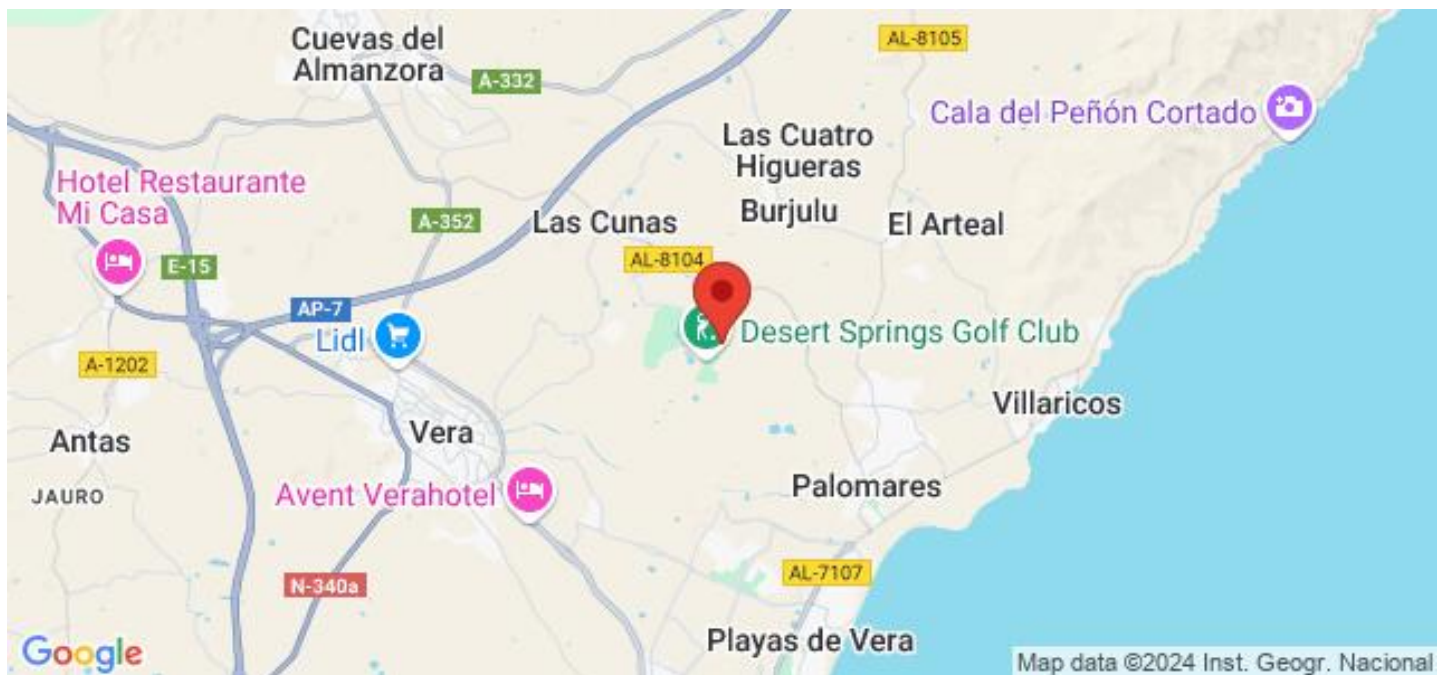 Cuevas del
Almanzora
AL-8105
A-332
Cala del Peñón Cortado
Las Cuatro
Higueras
Hotel Restaurante
Mi Casa
Burjulu
A-352
Las Cunas
El Arteal
AL-8104
E-15
AP-7
Lidl
Desert Springs Golf Club
A-1202
Villaricos
Vera
Antas
Palomares
JAURO
Avent Verahotel
AL-7107
N-340a
Playas de Vera
Google
Map data ©2024 Inst. Geogr. Nacional